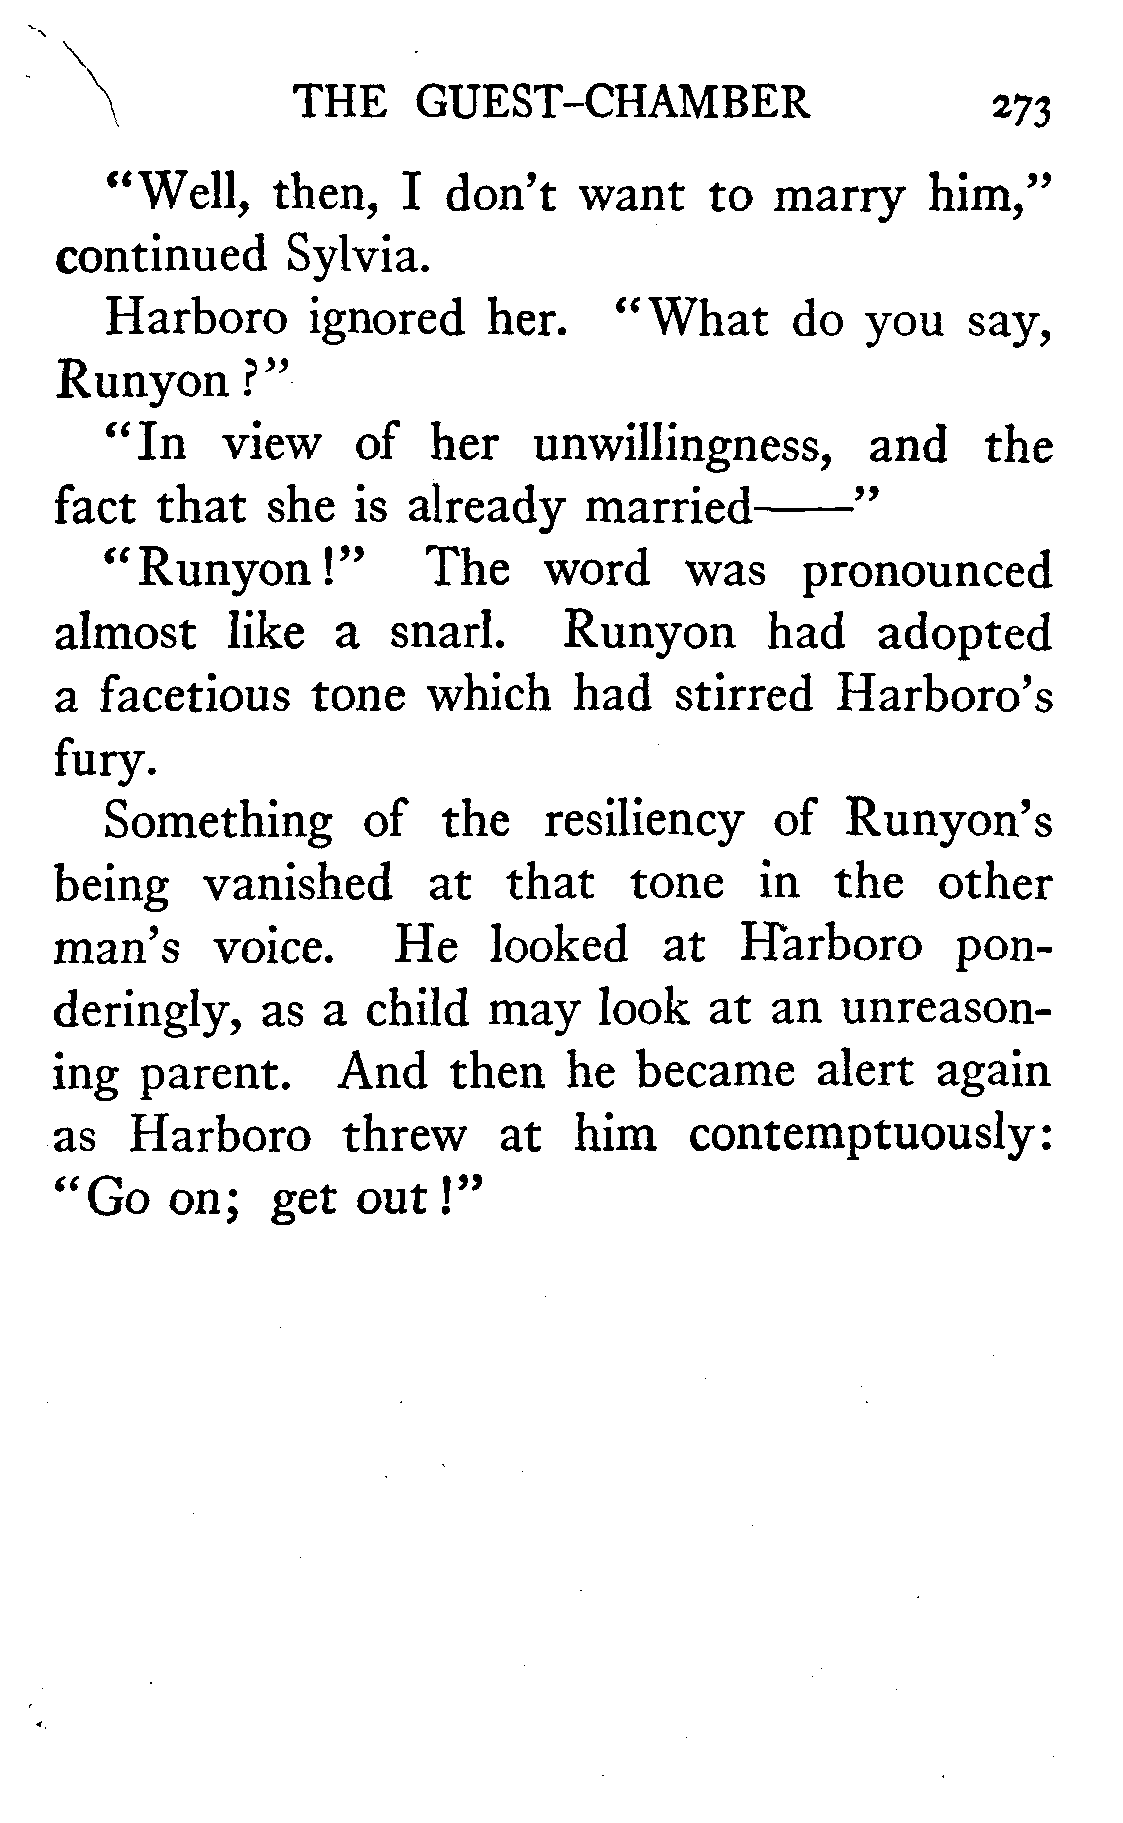 THE GUEST-CHAMBER 273
"Well, then, I don't want to marry him,"
continued Sylvia.
Harboro ignored her. "What do you say,
Runyon?"
"In view of her unwillingness, and the
fact that she is already married——"
"Runyon!" The word was pronounced
almost like a snarl. Runyon had adopted
a facetious tone which had stirred Harboro's
fury.
Something of the resiliency of Runyon's
being vanished at that tone in the other
man's voice. He looked at Harboro pon-
deringly, as a child may look at an unreason-
ing parent. And then he became alert again
as Harboro threw at him contemptuously:
"Go on; get out!"